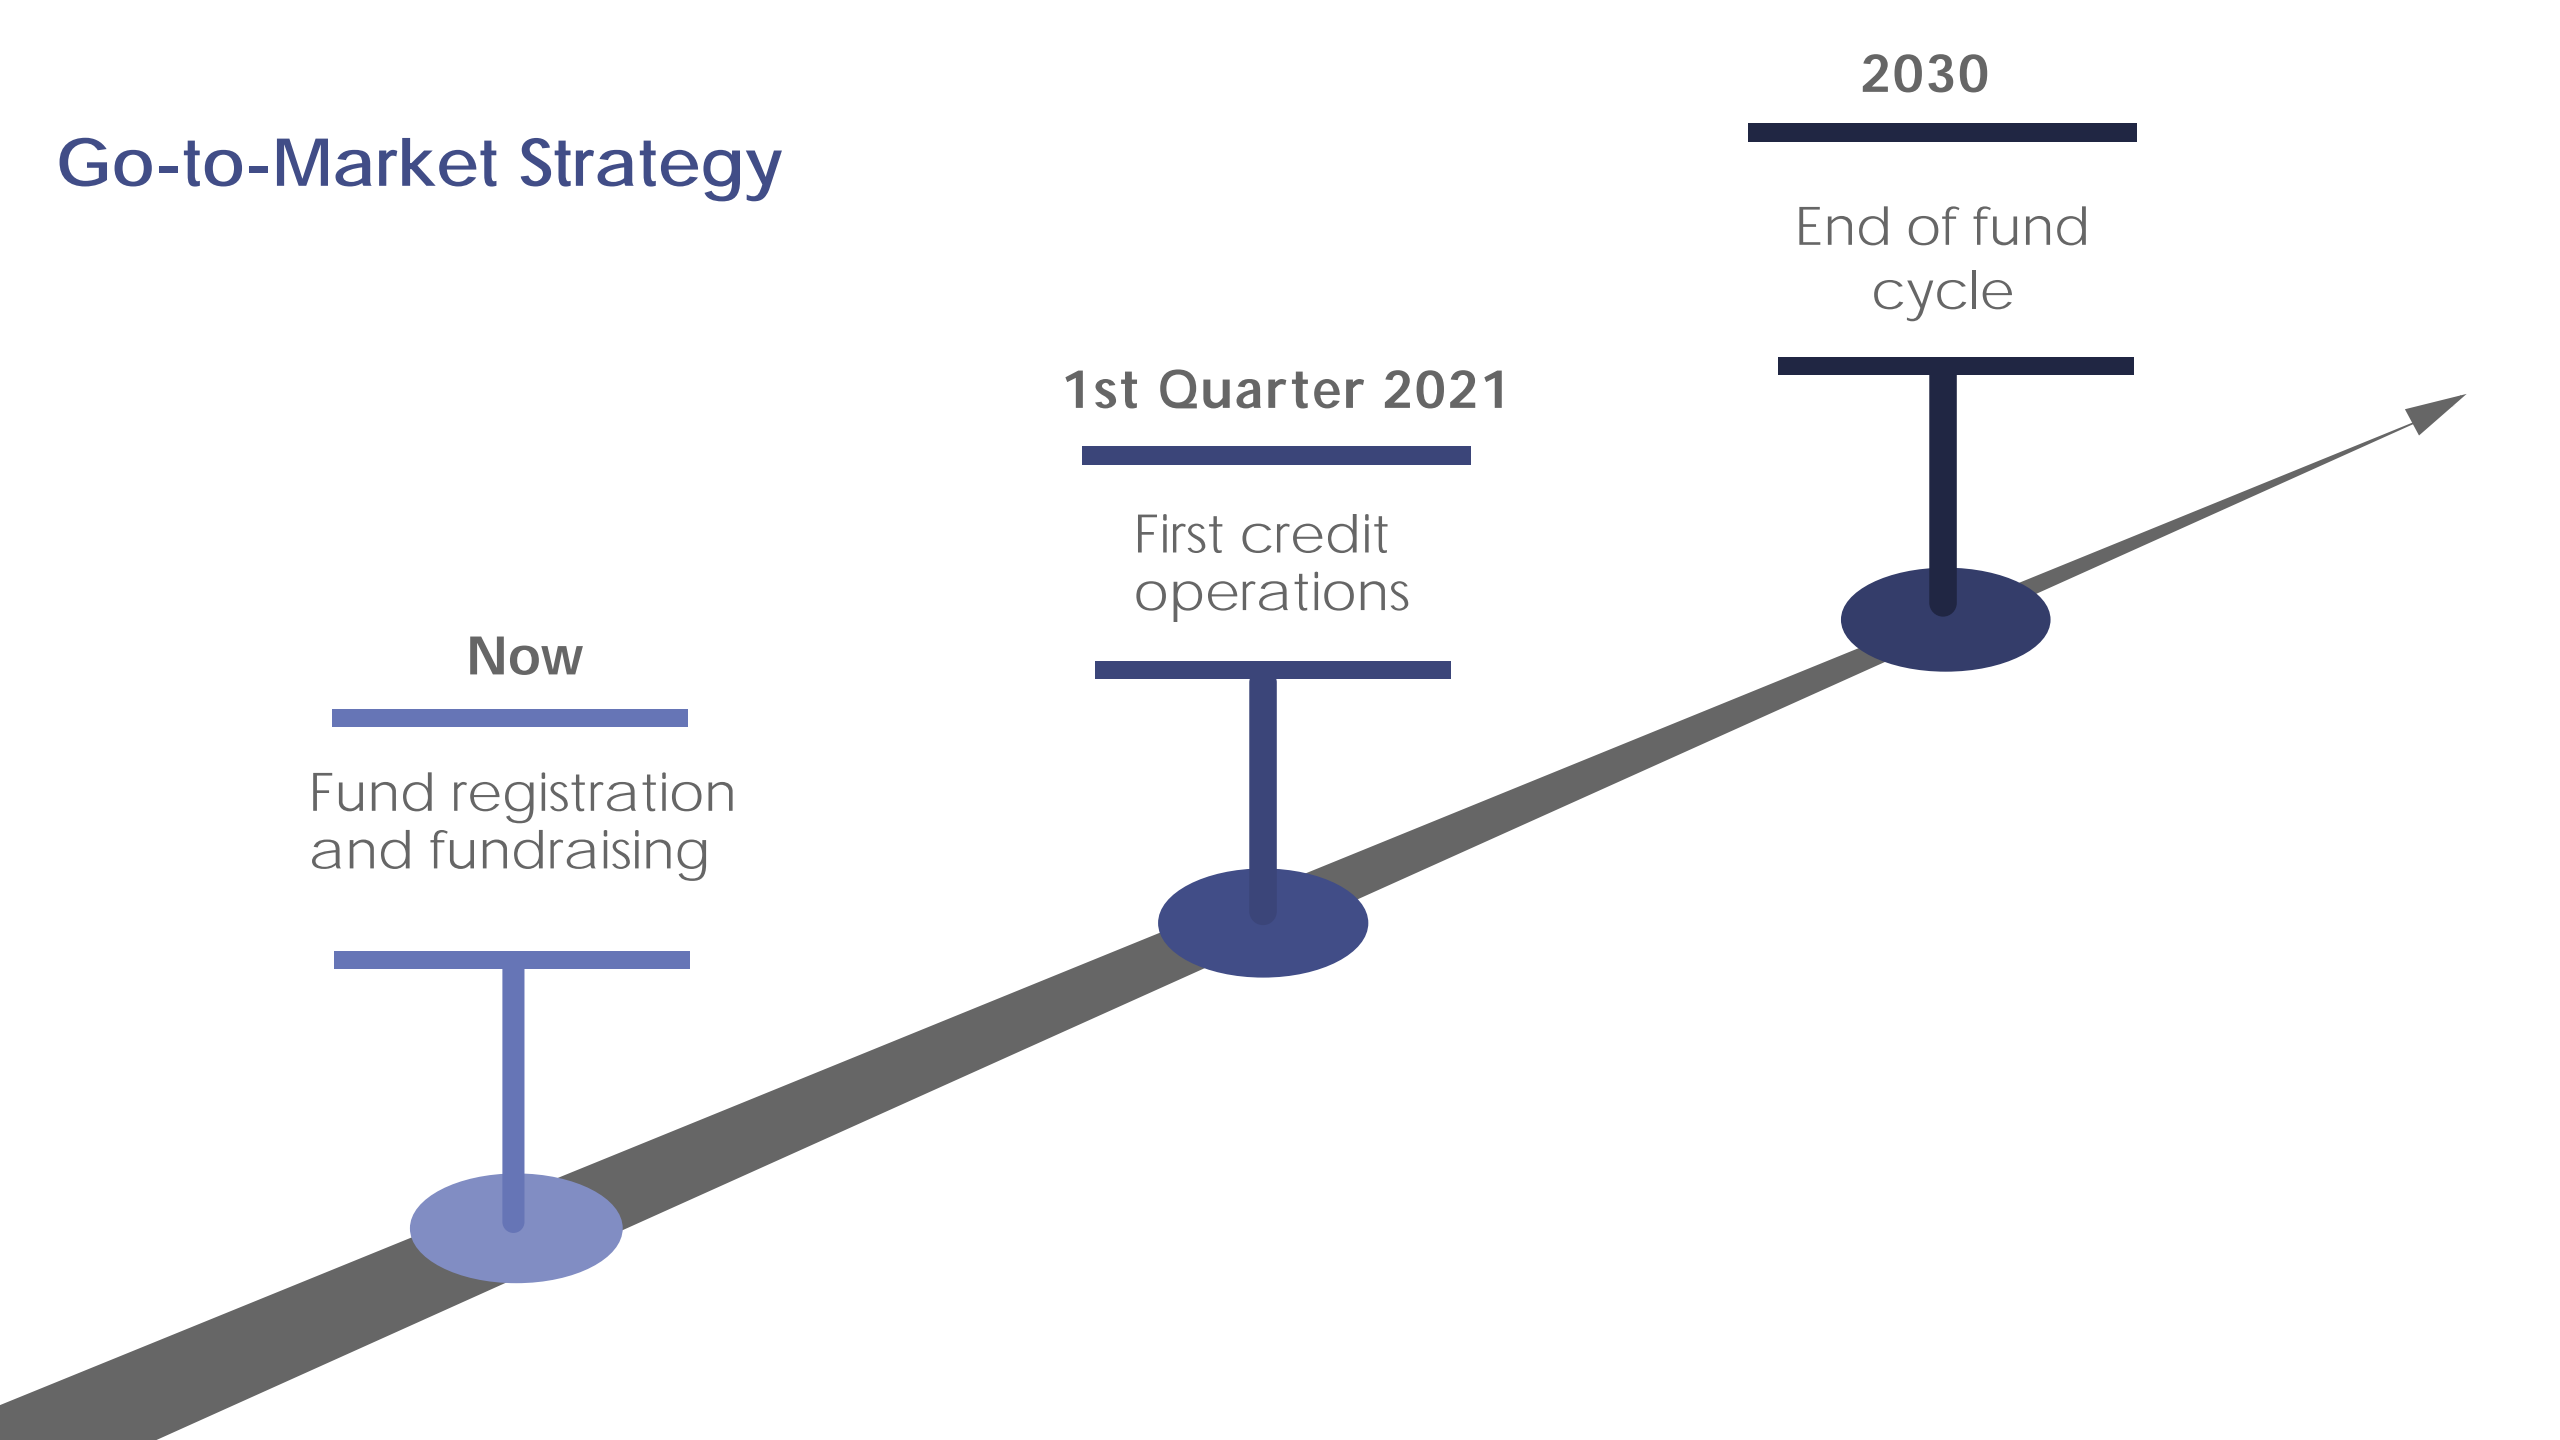 Go-to-Market Strategy
Now
Fund registration
and fundraising
1st Quarter 2021
First credit
operations
2030
End of fund
cycle